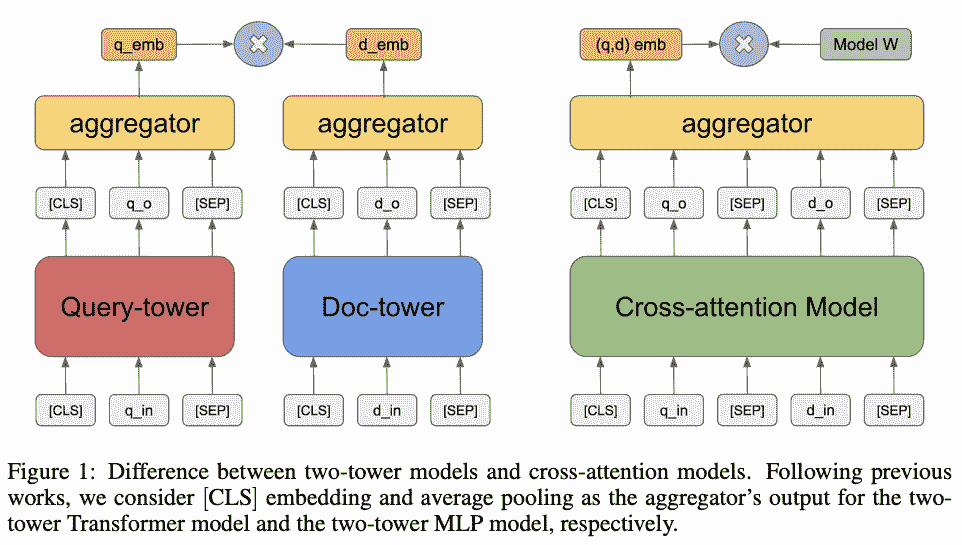 q_emb d_emb (q,d) emb Model W
aggregator aggregator aggregator
[CLS] q_o [SEP] [CLS] d_o [SEP] [CLS] q_o [SEP] d_o [SEP]
Query-tower Doc-tower Cross-attention Model
[CLS] q_in [SEP] [CLS] d_in [SEP] [CLS] q_in [SEP] d_in [SEP]
Figure 1: Difference between two-tower models and cross-attention models. Following previous
works, we consider [CLS] embedding and average pooling as the aggregator's output for the two-
tower Transformer model and the two-tower MLP model, respectively.